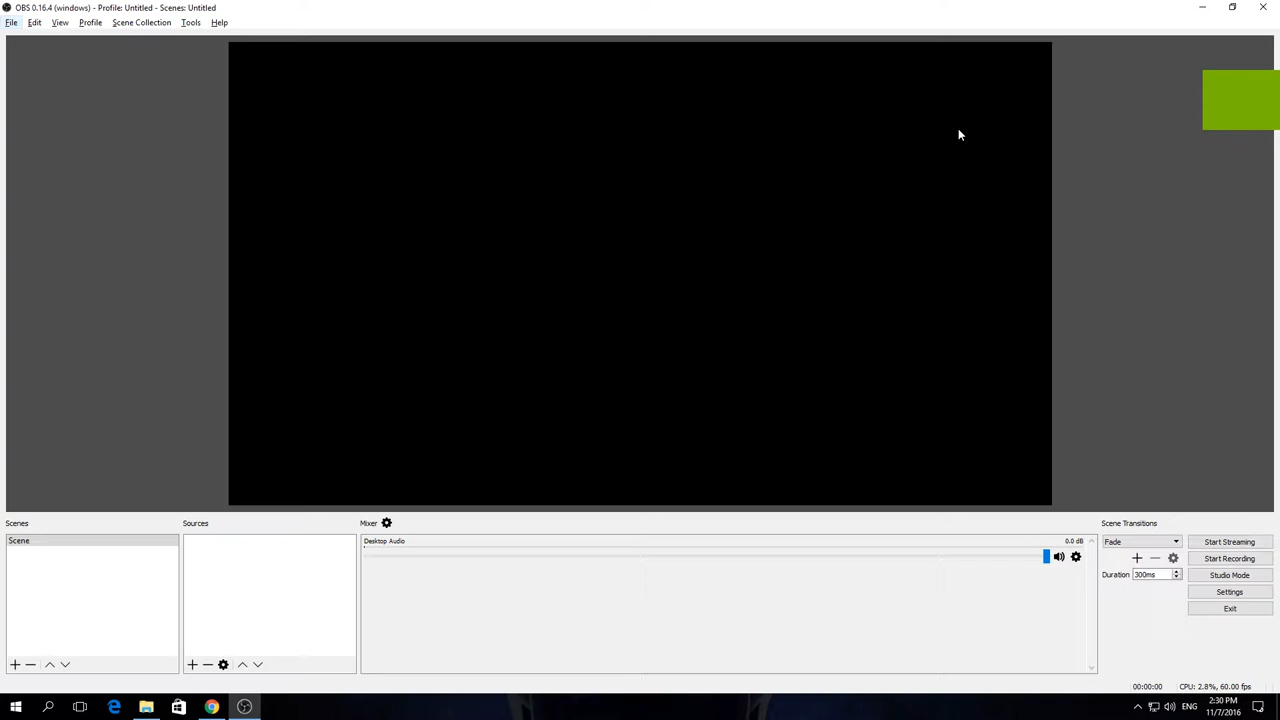 OBS 0.16.4 (windows) - Profile: Untitled - Scenes: Untitled
File Edit View Profile Scene Collection Tools Help
Scenes
Sources
Mixer
Scene Transitions
Scene
Desktop Audio
0.0 dB
Fade
Duration 300ms
Start Streaming
Start Recording
Studio Mode
Settings
Exit
00:00:00
CPU: 2.8%, 60.00 fps
ENG
2:30 PM
11/7/2016